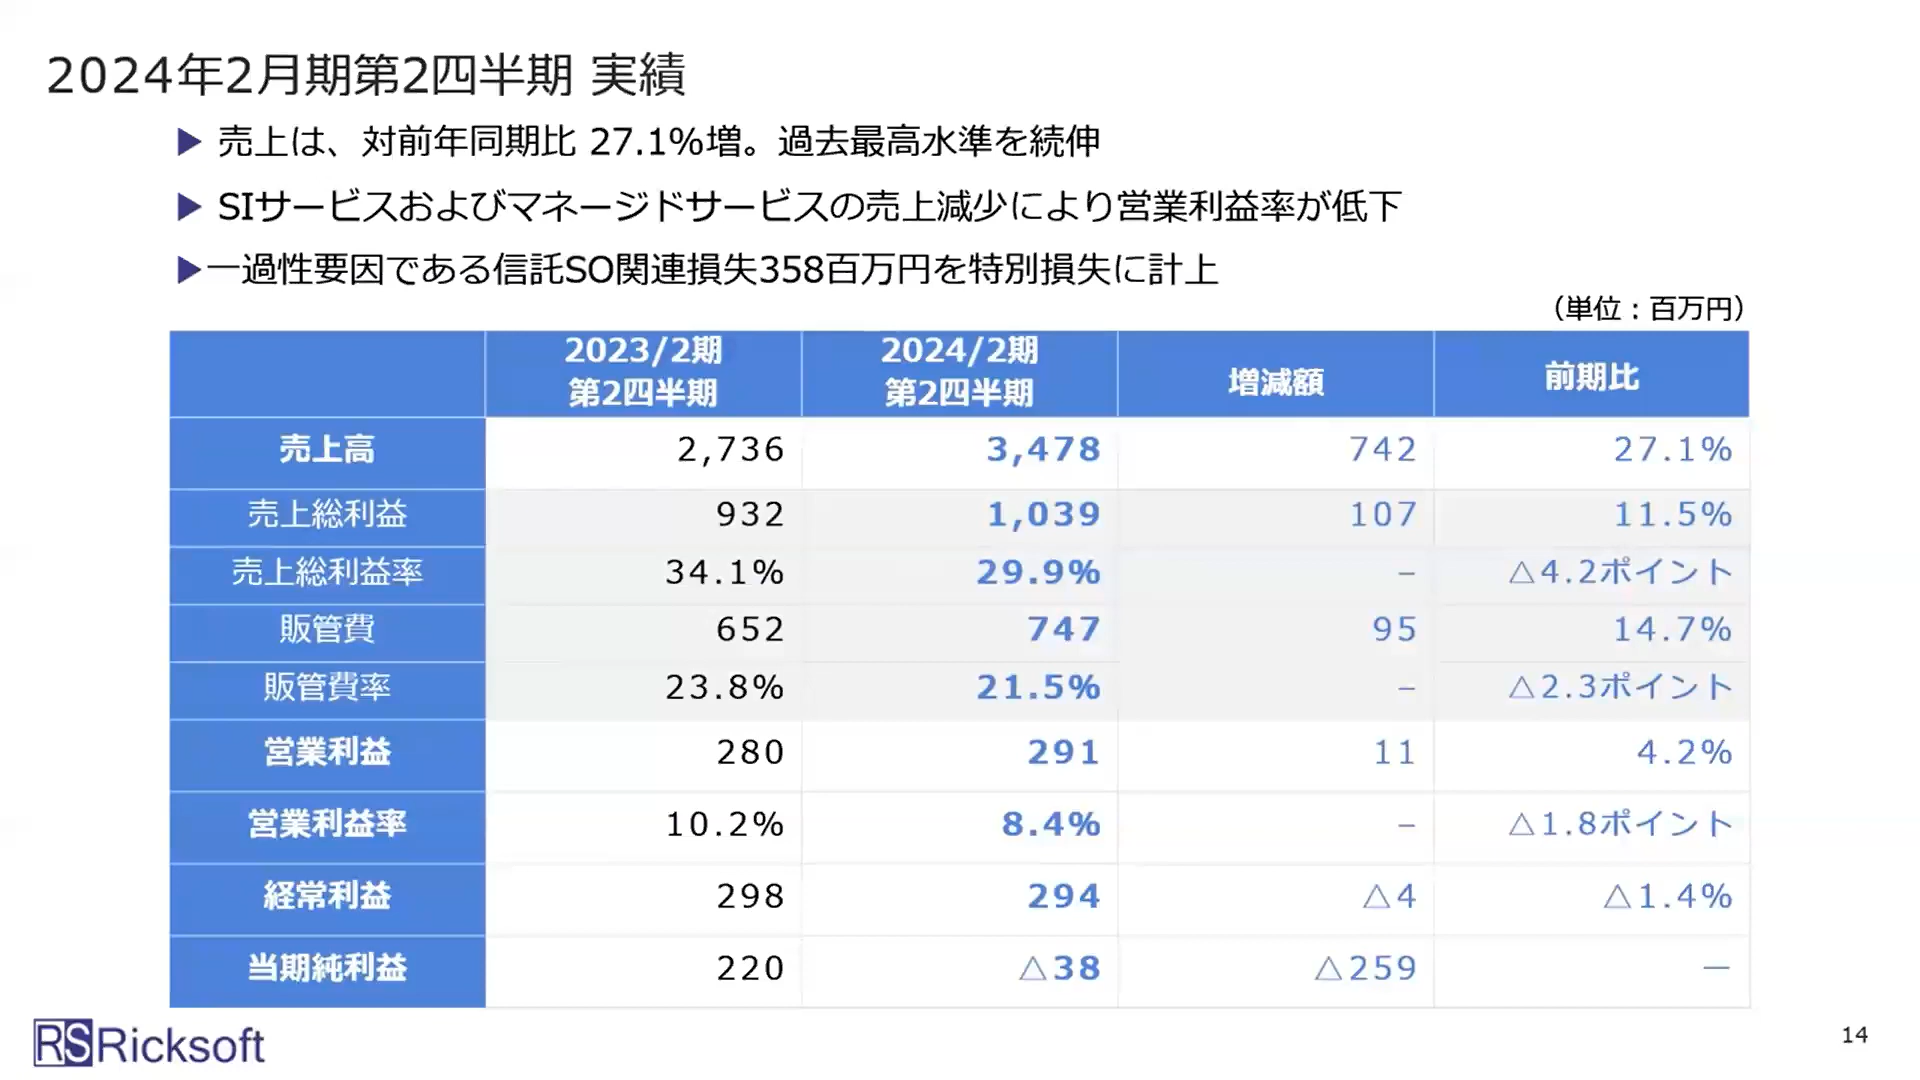 2024年2月期第2四半期 実績
▶ 売上は、対前年同期比 27.1%増。過去最高水準を続伸
▶ SIサービスおよびマネージドサービスの売上減少により営業利益率が低下
▶一過性要因である信託SO関連損失358百万円を特別損失に計上
（単位：百万円）
2023/2期 2024/2期
第2四半期 第2四半期 増減額 前期比
売上高 2,736 3,478 742 27.1%
売上総利益 932 1,039 107 11.5%
売上総利益率 34.1% 29.9% – △4.2ポイント
販管費 652 747 95 14.7%
販管費率 23.8% 21.5% – △2.3ポイント
営業利益 280 291 11 4.2%
営業利益率 10.2% 8.4% – △1.8ポイント
経常利益 298 294 △4 △1.4%
当期純利益 220 △38 △259 –
RS Ricksoft
14